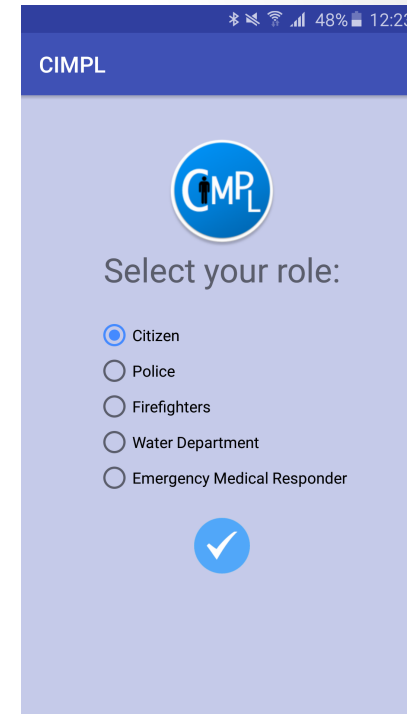 48% 12:23
CIMPL
CIMPL
Select your role:
Citizen
Police
Firefighters
Water Department
Emergency Medical Responder